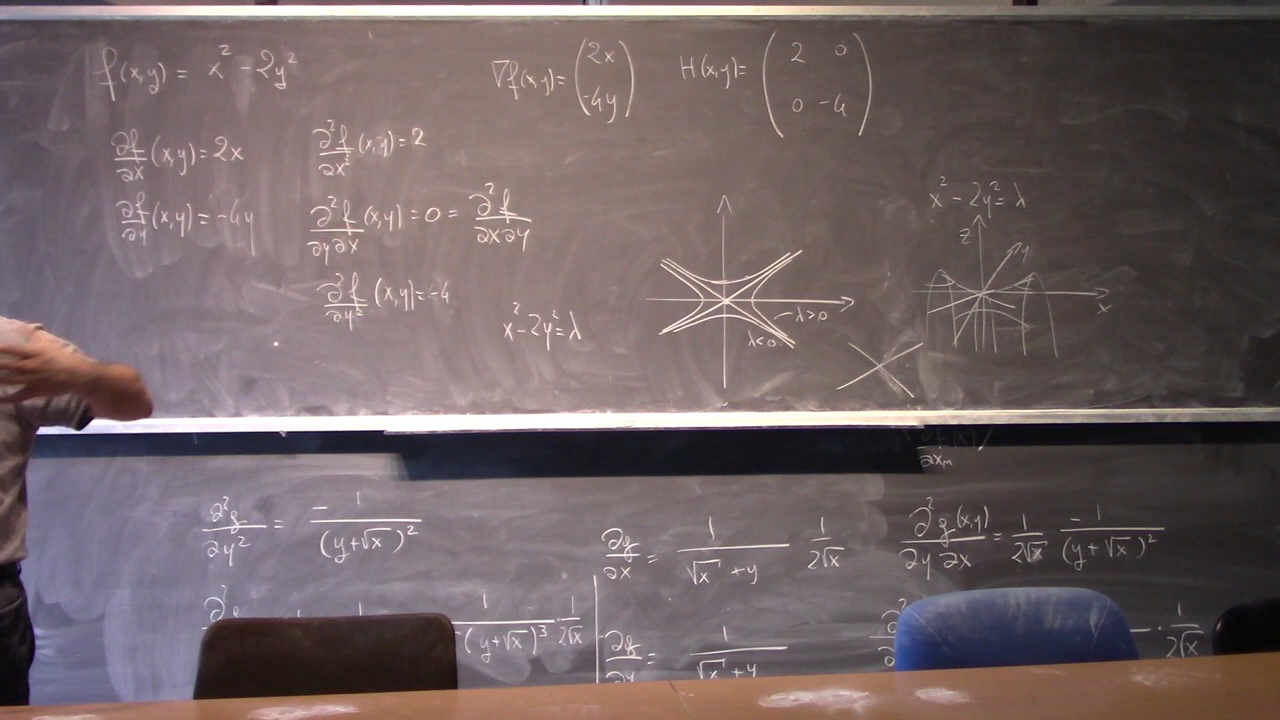 f(x,y) = x² - 2y²
∇f(x,y) = (2x -4y)
H(x,y) = (2 0 0 -4)
∂f/∂x (x,y) = 2x
∂²f/∂x² (x,y) = 2
∂f/∂y (x,y) = -4y
∂²f/∂y∂x (x,y) = 0 = ∂²f/∂x∂y
∂²f/∂y² (x,y) = -4
x² - 2y² = λ
λ>0
λ<0
x² - 2y² = λ
z
y
x
∂xₘ
∂²g/∂y² = -1/(y+√x)²
∂g/∂x = 1/(√x + y) 1/(2√x)
∂²g(x,y)/∂y∂x = 1/(2√x) -1/(y+√x)²
-(y+√x)³ · 1/(2√x)
∂g/∂y = 1/(√x + y)
· 1/(2√x)